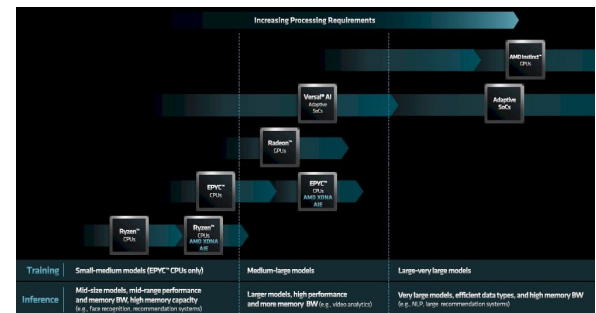 Increasing Processing Requirements
AMD Instinct™
GPUs
Versal® AI
Adaptive
SoCs
Adaptive
SoCs
Radeon™
GPUs
EPYC™
CPUs
EPYC™
CPUs
AMD XDNA
AIE
Ryzen™
CPUs
Ryzen™
CPUs
AMD XDNA
AIE
Training
Small-medium models (EPYC™ CPUs only)
Medium-large models
Large-very large models
Inference
Mid-size models, mid-range performance
and memory BW, high memory capacity
(e.g., face recognition, recommendation systems)
Larger models, high performance
and more memory BW (e.g., video analytics)
Very large models, efficient data types, and high memory BW
(e.g., NLP, large recommendation systems)